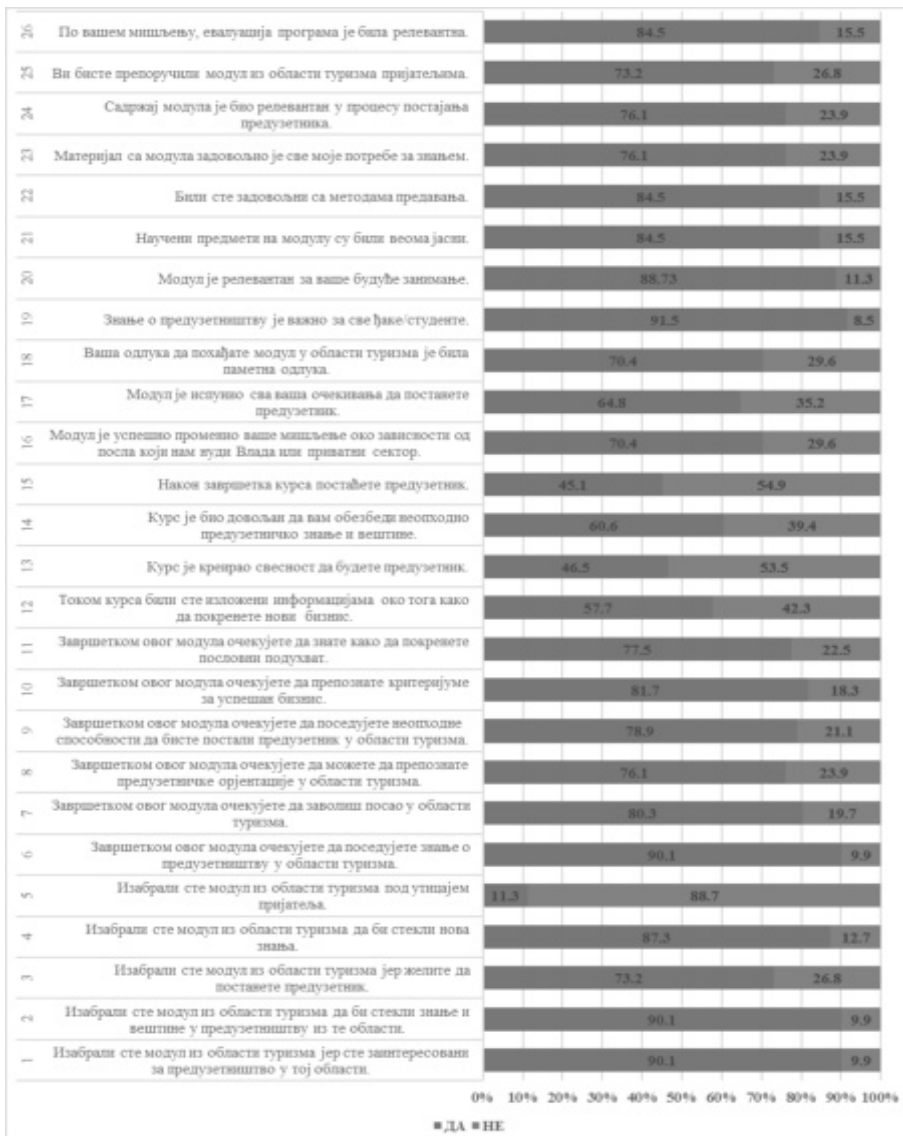 26 По вашем мишљењу, евалуација програма је била релевантна. 84.5 15.5
25 Ви бисте препоручили модул из области туризма пријатељима. 73.2 26.8
24 Садржај модула је био релевантан у процесу постајања
предузетника. 76.1 23.9
23 Материјал са модула задовољно је све моје потребе за знањем. 76.1 23.9
22 Били сте задовољни са методама предавања. 84.5 15.5
21 Научени предмети на модулу су били веома јасни. 84.5 15.5
20 Модул је релевантан за ваше будуће занимање. 88.73 11.3
19 Знање о предузетништву је важно за све ђаке/студенте. 91.5 8.5
18 Ваша одлука да похађате модул у области туризма је била
паметна одлука. 70.4 29.6
17 Модул је испунио сва ваша очекивања да постанете
предузетник. 64.8 35.2
16 Модул је успешно променио ваше мишљење око зависности од
посла који нам нуди Влада или приватни сектор. 70.4 29.6
15 Након завршетка курса постаћете предузетник. 45.1 54.9
14 Курс је био довољан да вам обезбеди неопходно
предузетничко знање и вештине. 60.6 39.4
13 Курс је креирао свесност да будете предузетник. 46.5 53.5
12 Током курса били сте изложени информацијама око тога како
да покренете нови бизнис. 57.7 42.3
11 Завршетком овог модула очекујете да знате како да покренете
пословни подухват. 77.5 22.5
10 Завршетком овог модула очекујете да препознате критеријуме
за успешан бизнис. 81.7 18.3
9 Завршетком овог модула очекујете да поседујете неопходне
способности да бисте постали предузетник у области туризма. 78.9 21.1
8 Завршетком овог модула очекујете да можете да препознате
предузетничке орјентације у области туризма. 76.1 23.9
7 Завршетком овог модула очекујете да заволиш посао у области
туризма. 80.3 19.7
6 Завршетком овог модула очекујете да поседујете знање о
предузетништву у области туризма. 90.1 9.9
5 Изабрали сте модул из области туризма под утицајем
пријатеља. 11.3 88.7
4 Изабрали сте модул из области туризма да би стекли нова
знања. 87.3 12.7
3 Изабрали сте модул из области туризма јер желите да
постанете предузетник. 73.2 26.8
2 Изабрали сте модул из области туризма да би стекли знање и
вештине у предузетништву из те области. 90.1 9.9
1 Изабрали сте модул из области туризма јер сте заинтересовани
за предузетништво у тој области. 90.1 9.9
0% 10% 20% 30% 40% 50% 60% 70% 80% 90% 100%
ДА НЕ